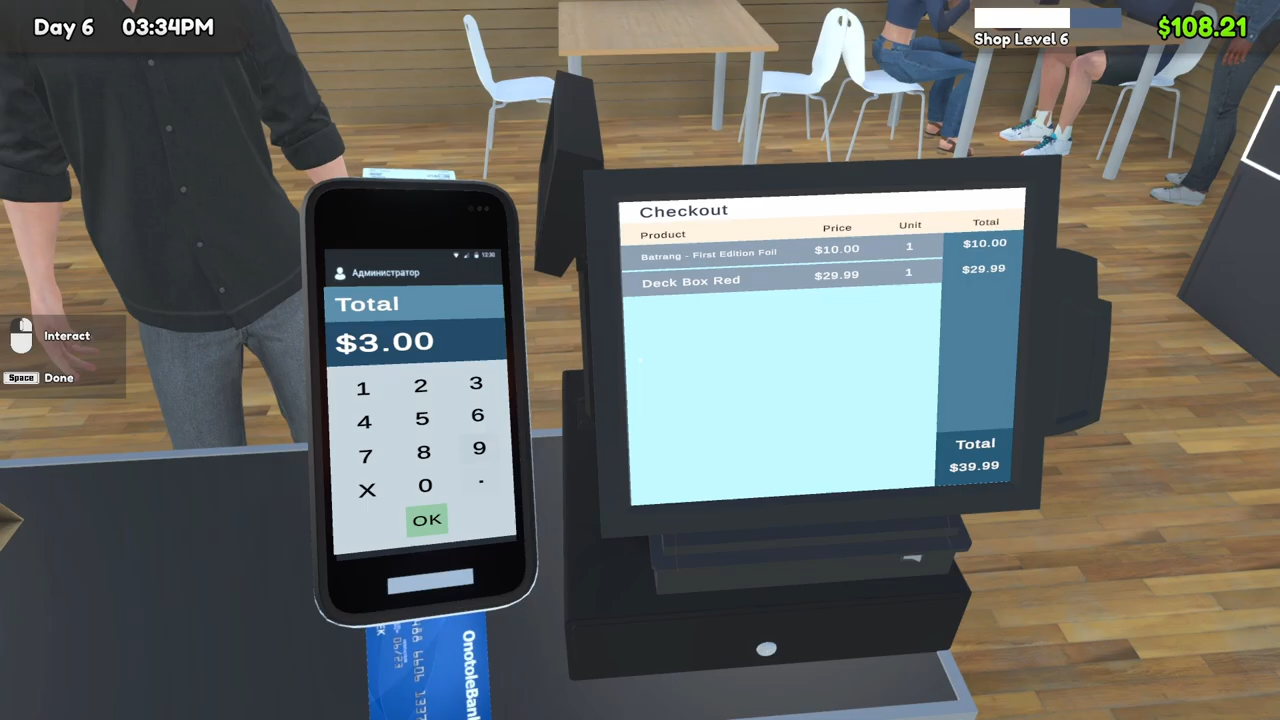 Day 6 03:34PM
Shop Level 6
$108.21
Interact
Space Done
13:30
Администратор
Total
$3.00
1 2 3
4 5 6
7 8 9
X 0 .
OK
Checkout
Product Price Unit Total
Batrang - First Edition Foil $10.00 1 $10.00
Deck Box Red $29.99 1 $29.99
Total
$39.99
OnotoleBank